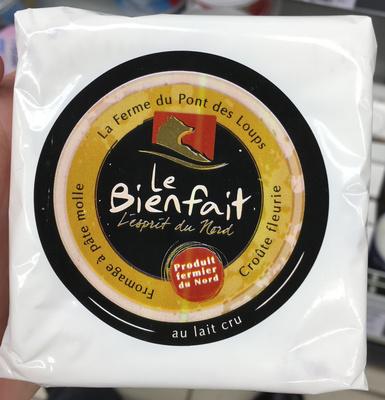 La Ferme du Pont des Loups
Le
Bienfait
L'esprit du Nord
Produit
fermier
du Nord
Fromage a pâte molle
Croûte fleurie
au lait cru